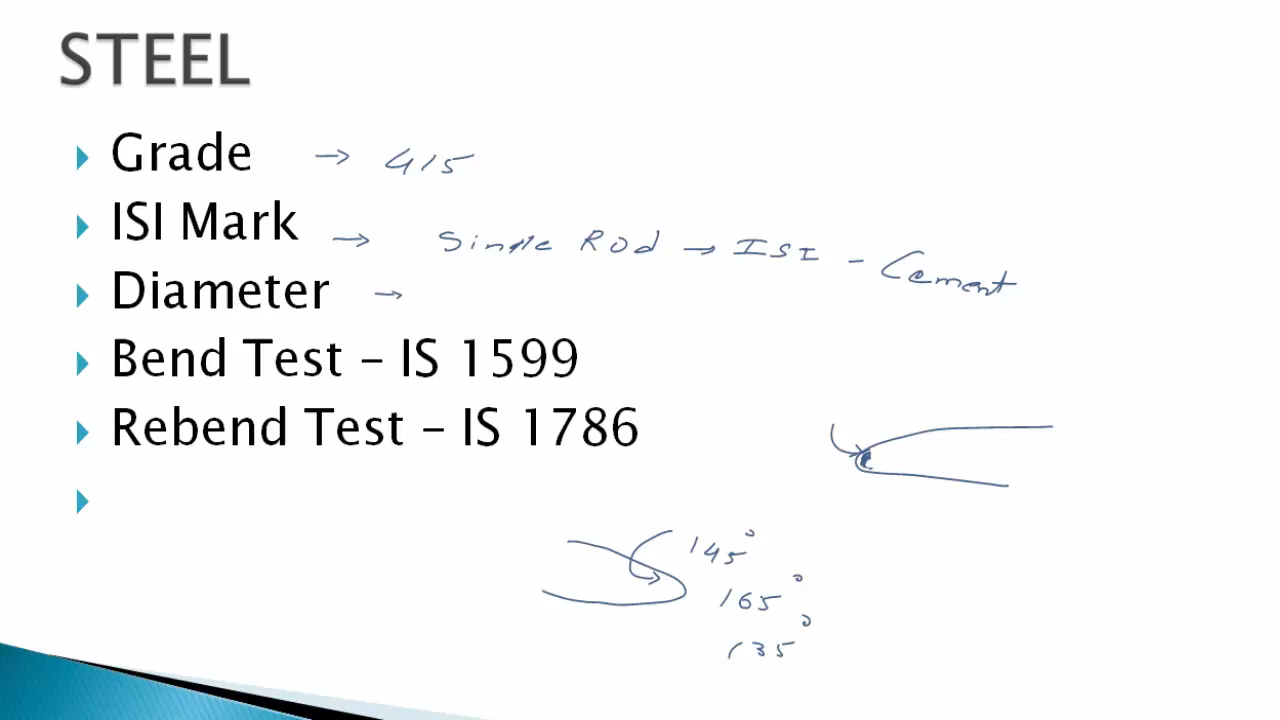 STEEL
Grade → 415
ISI Mark → Single Rod → ISI - Cement
Diameter →
Bend Test – IS 1599
Rebend Test – IS 1786
145°
165°
135°